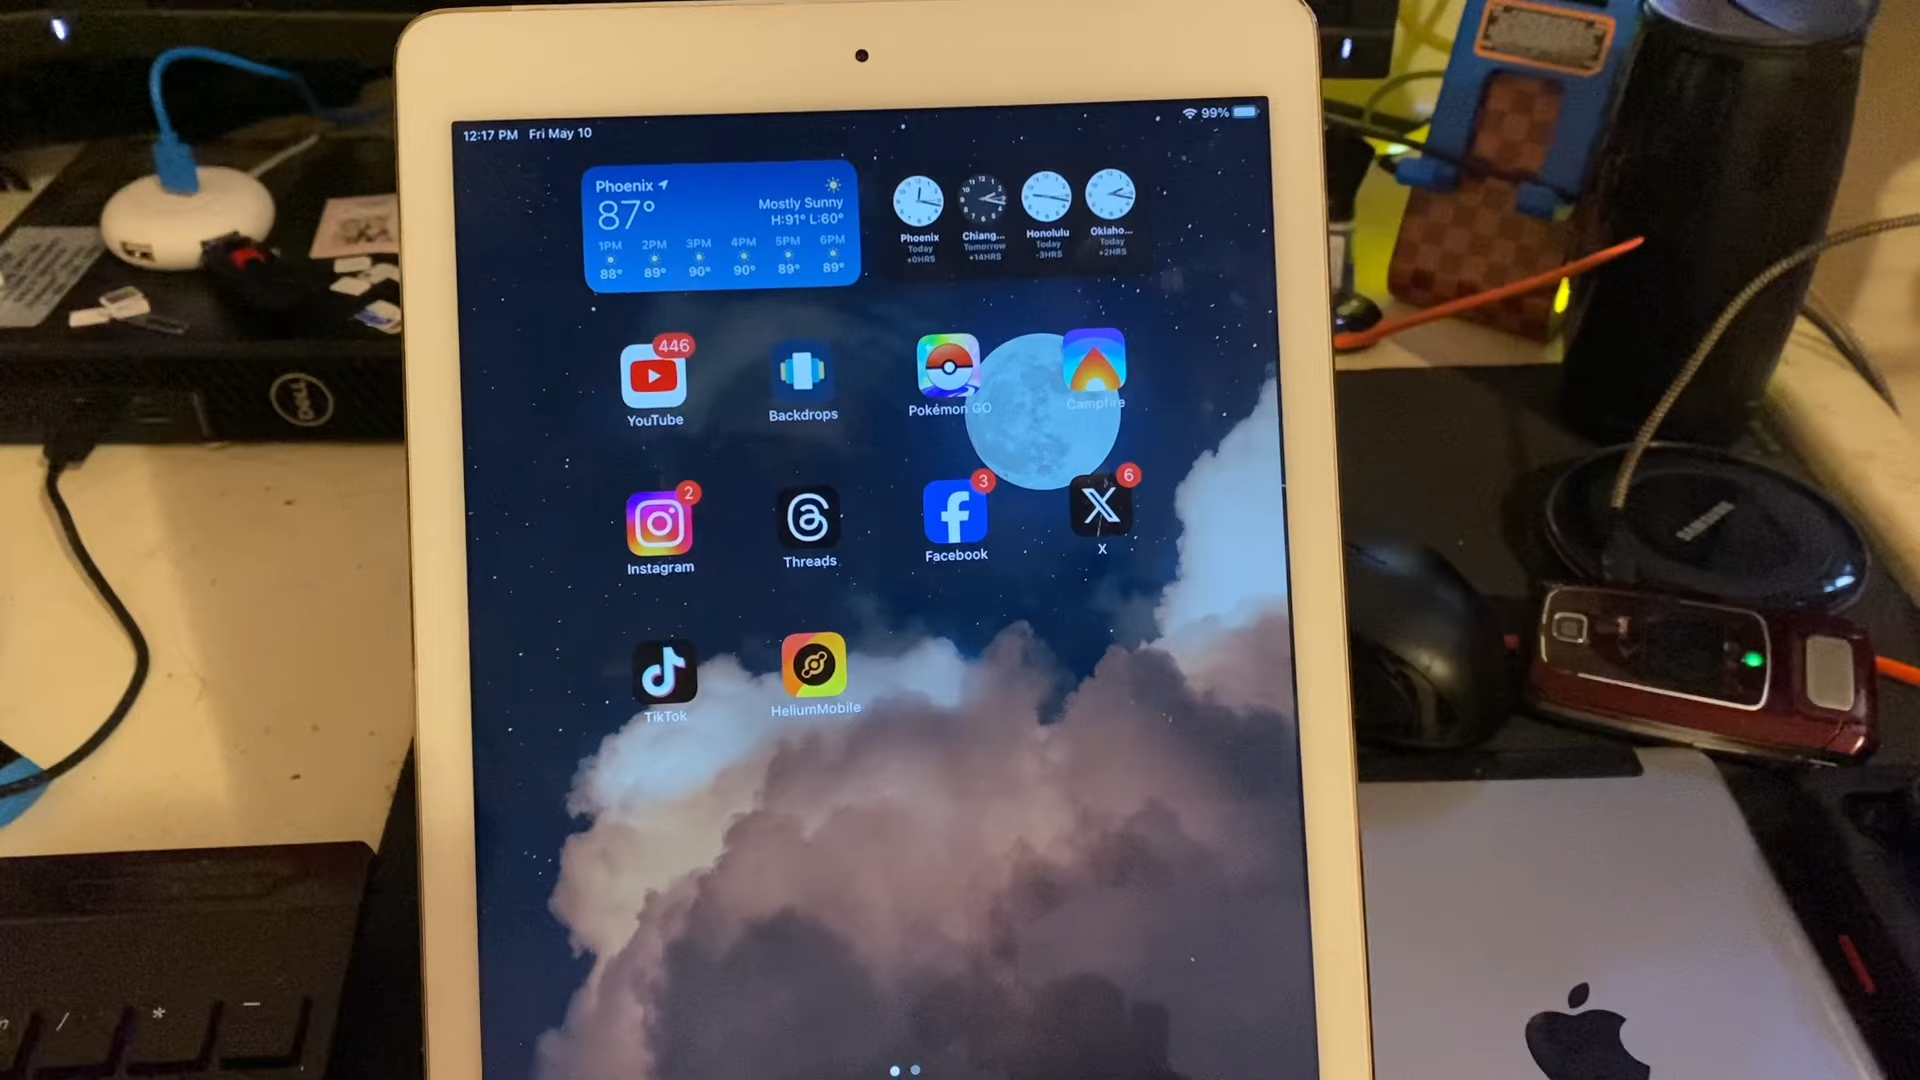 12:17 PM Fri May 10
99%
Phoenix
87°
Mostly Sunny
H:91° L:60°
1PM 2PM 3PM 4PM 5PM 6PM
88° 89° 90° 90° 89° 89°
Phoenix
Today
+0HRS
Chiang...
Tomorrow
+14HRS
Honolulu
Today
-3HRS
Oklaho...
Today
+2HRS
446
YouTube
Backdrops
Pokémon GO
Campfire
2
Instagram
Threads
3
Facebook
6
X
TikTok
HeliumMobile
DELL
SAMSUNG
/ * -